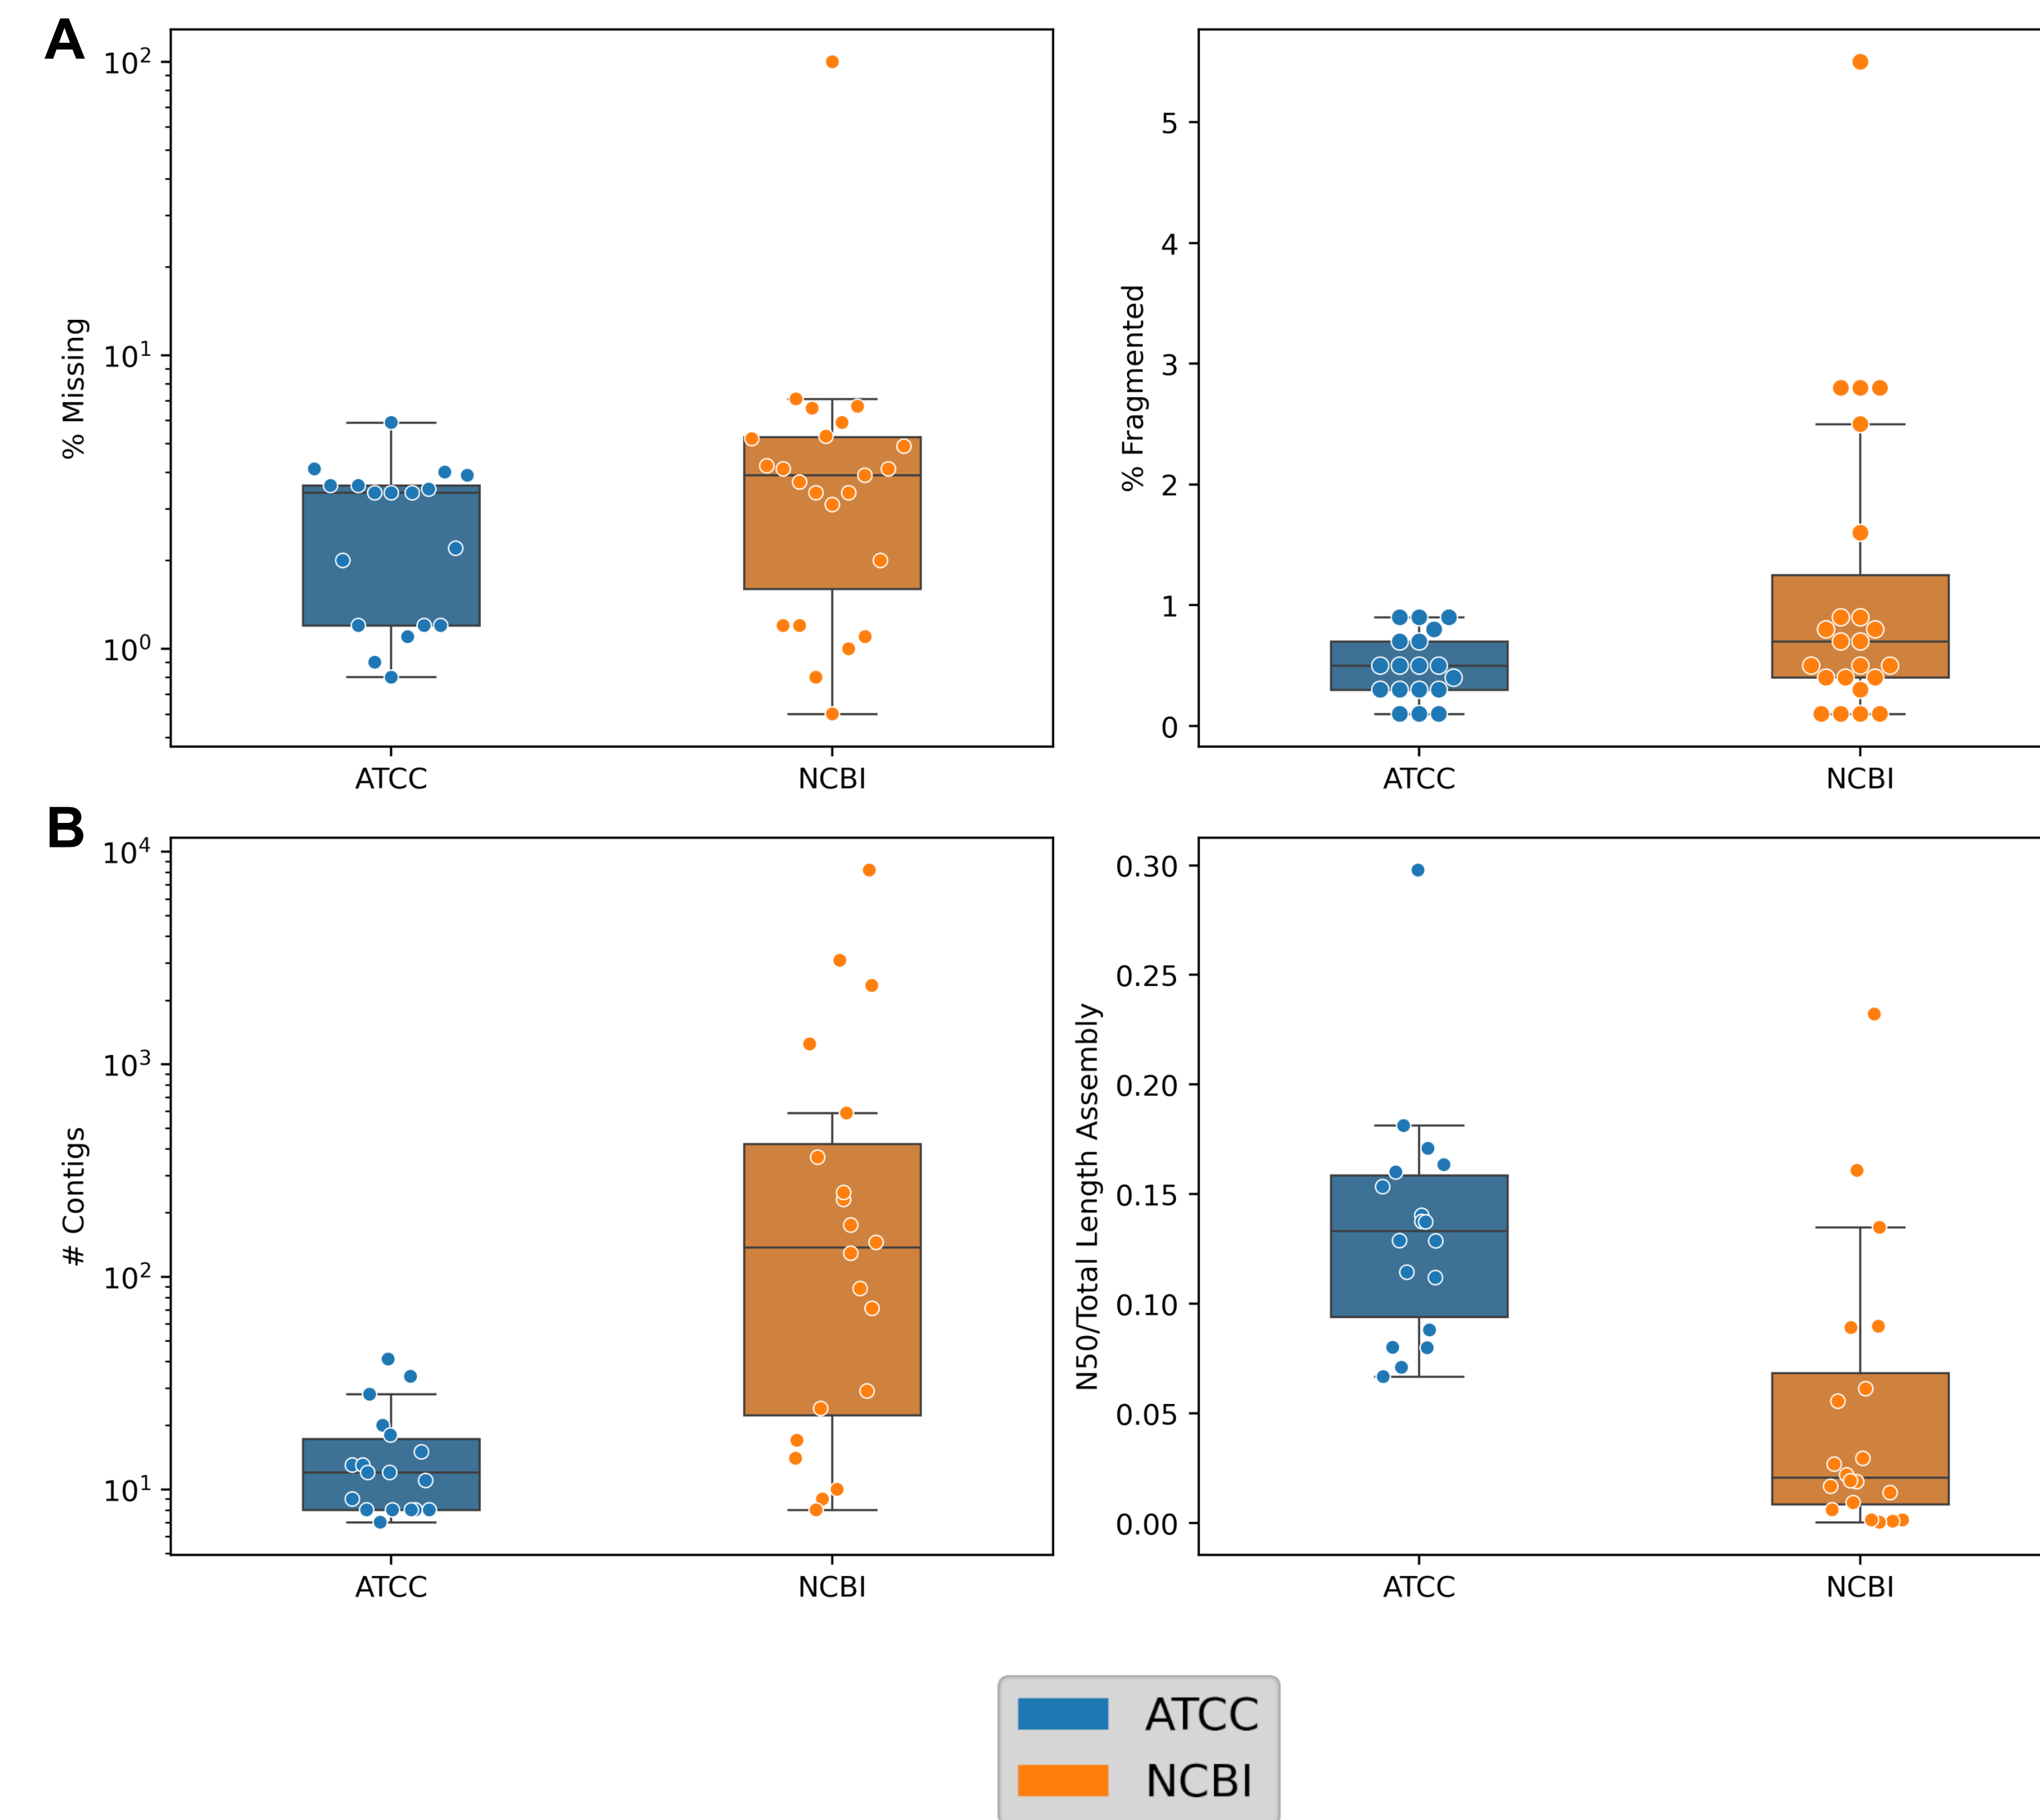 A
% Missing
10²
10¹
10⁰
ATCC
NCBI
% Fragmented
5
4
3
2
1
0
ATCC
NCBI
B
# Contigs
10⁴
10³
10²
10¹
ATCC
NCBI
N50/Total Length Assembly
0.30
0.25
0.20
0.15
0.10
0.05
0.00
ATCC
NCBI
ATCC
NCBI